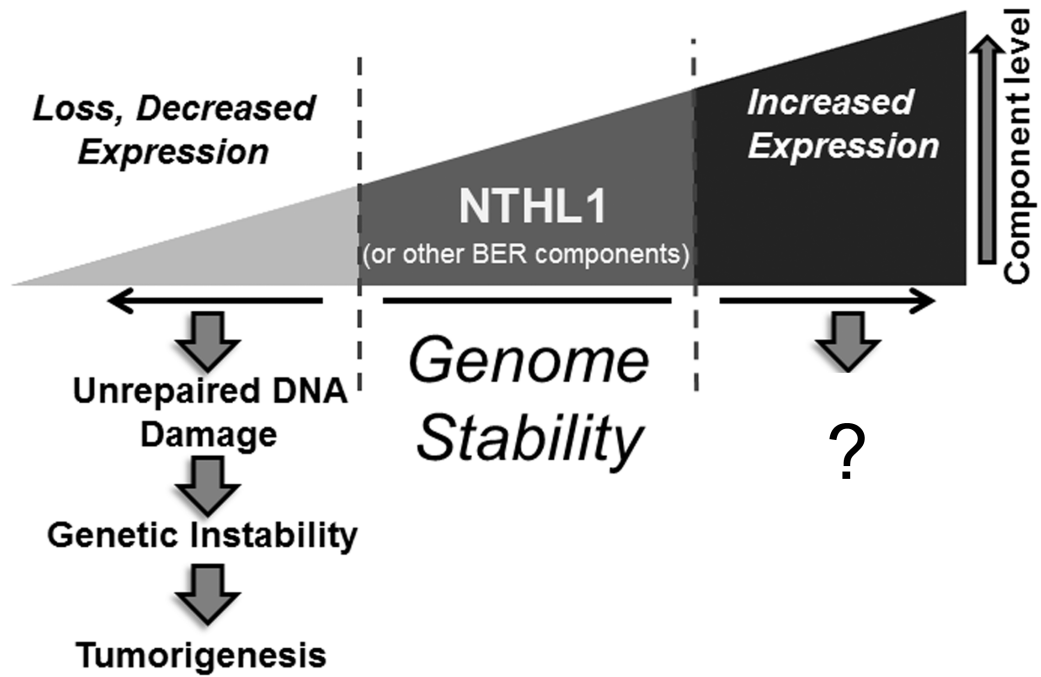 Loss, Decreased
Expression
Increased
Expression
Component level
NTHL1
(or other BER components)
Genome
Stability
Unrepaired DNA
Damage
?
Genetic Instability
Tumorigenesis